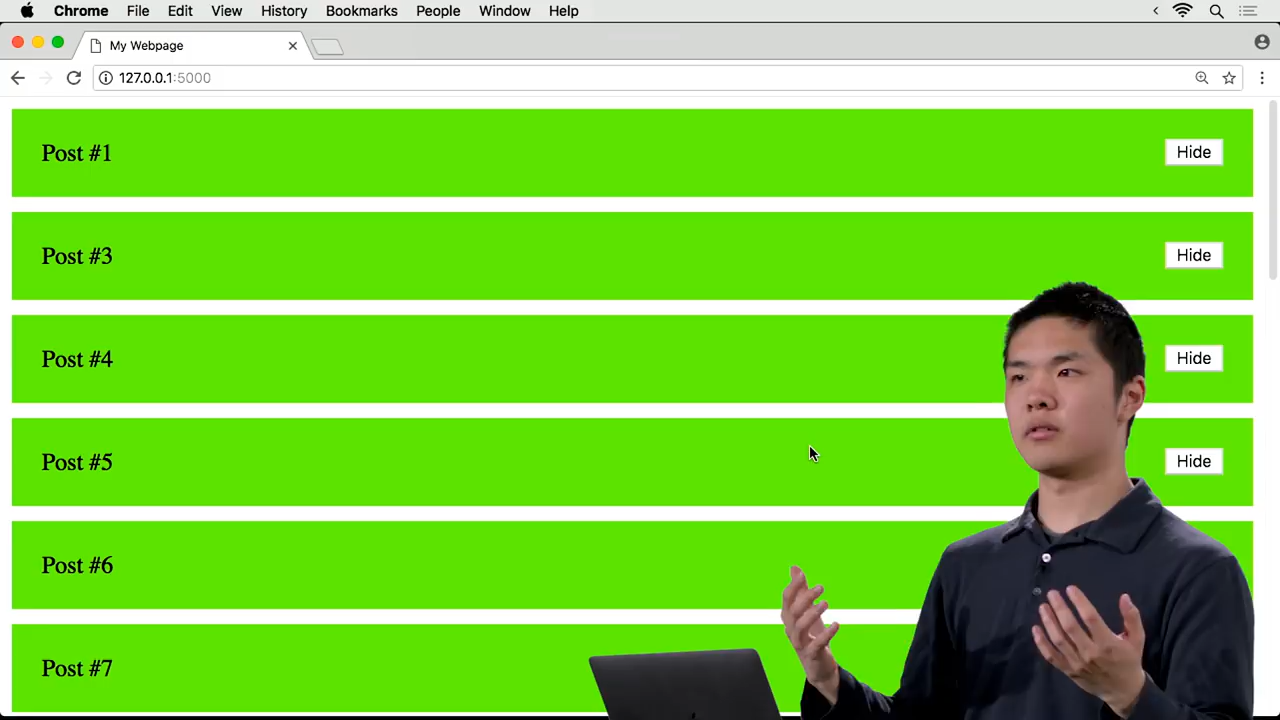 Chrome File Edit View History Bookmarks People Window Help
My Webpage
127.0.0.1:5000
Post #1 Hide
Post #3 Hide
Post #4 Hide
Post #5 Hide
Post #6
Post #7